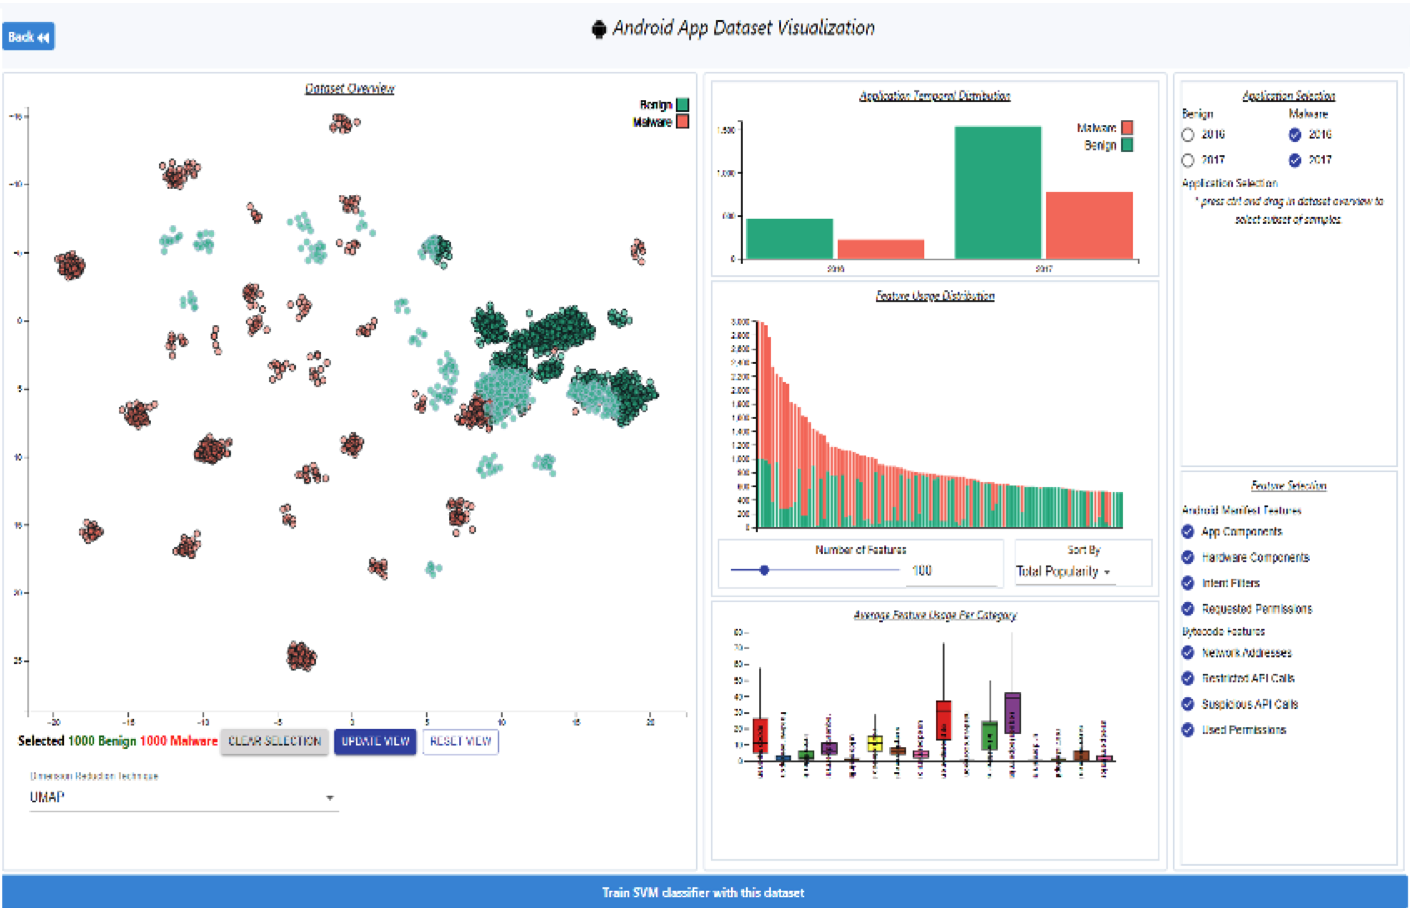 Back
Android App Dataset Visualization
Dataset Overview
Benign
Malware
-10
-5
0
5
10
15
20
25
-20
-15
-10
-5
0
5
10
15
20
Selected 1000 Benign 1000 Malware
CLEAR SELECTION
UPDATE VIEW
RESET VIEW
Dimension Reduction Technique
UMAP
Application Temporal Distribution
Malware
Benign
1,500
1,000
500
0
2016
2017
Feature Usage Distribution
3,000
2,800
2,600
2,400
2,200
2,000
1,800
1,600
1,400
1,200
1,000
800
600
400
200
0
Number of Features
100
Sort By
Total Popularity
Average Feature Usage Per Category
80
70
60
50
40
30
20
10
0
Application Selection
Benign
Malware
2016
2016
2017
2017
Application Selection
* press ctrl and drag in dataset overview to
select subset of samples.
Feature Selection
Android Manifest Features
App Components
Hardware Components
Intent Filters
Requested Permissions
Bytecode Features
Network Addresses
Restricted API Calls
Suspicious API Calls
Used Permissions
Train SVM classifier with this dataset